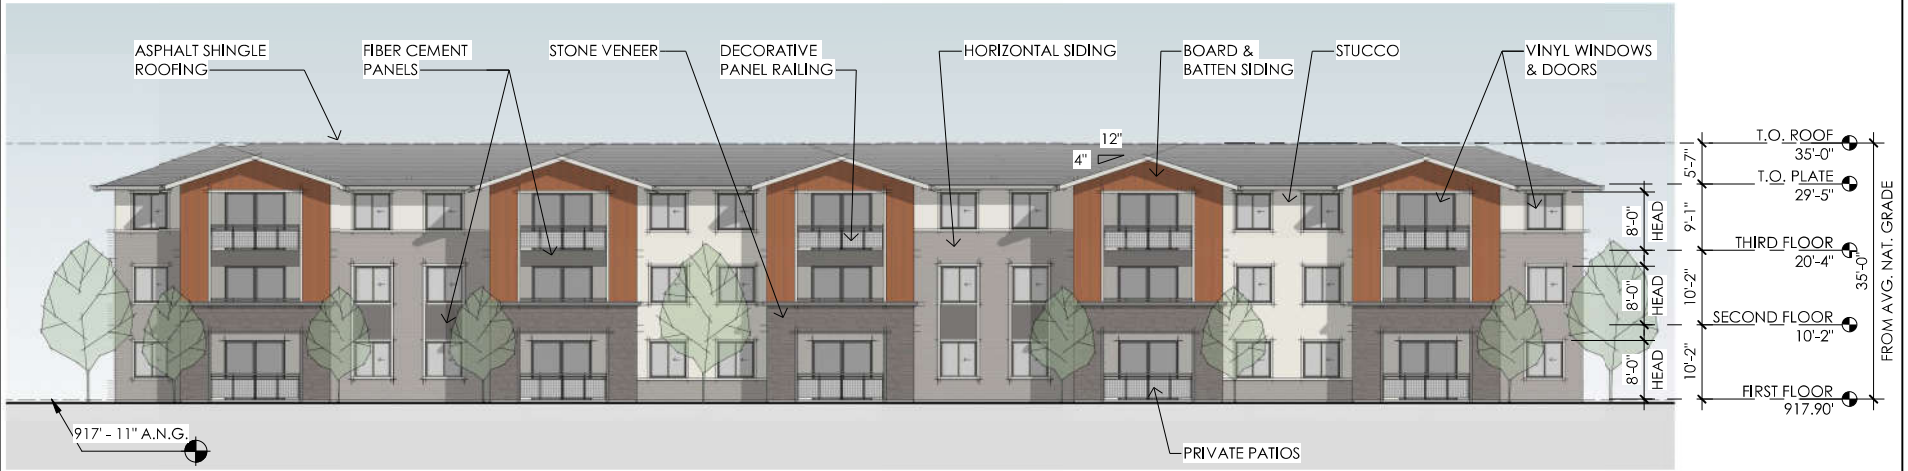 ASPHALT SHINGLE
ROOFING
FIBER CEMENT
PANELS
STONE VENEER
DECORATIVE
PANEL RAILING
HORIZONTAL SIDING
BOARD &
BATTEN SIDING
STUCCO
VINYL WINDOWS
& DOORS
12"
4"
T.O. ROOF
35'-0"
5'-7"
T.O. PLATE
29'-5"
8'-0"
HEAD
9'-1"
THIRD FLOOR
20'-4"
8'-0"
HEAD
10'-2"
SECOND FLOOR
10'-2"
8'-0"
HEAD
10'-2"
FIRST FLOOR
917.90'
35'-0"
FROM AVG. NAT. GRADE
917' - 11" A.N.G.
PRIVATE PATIOS